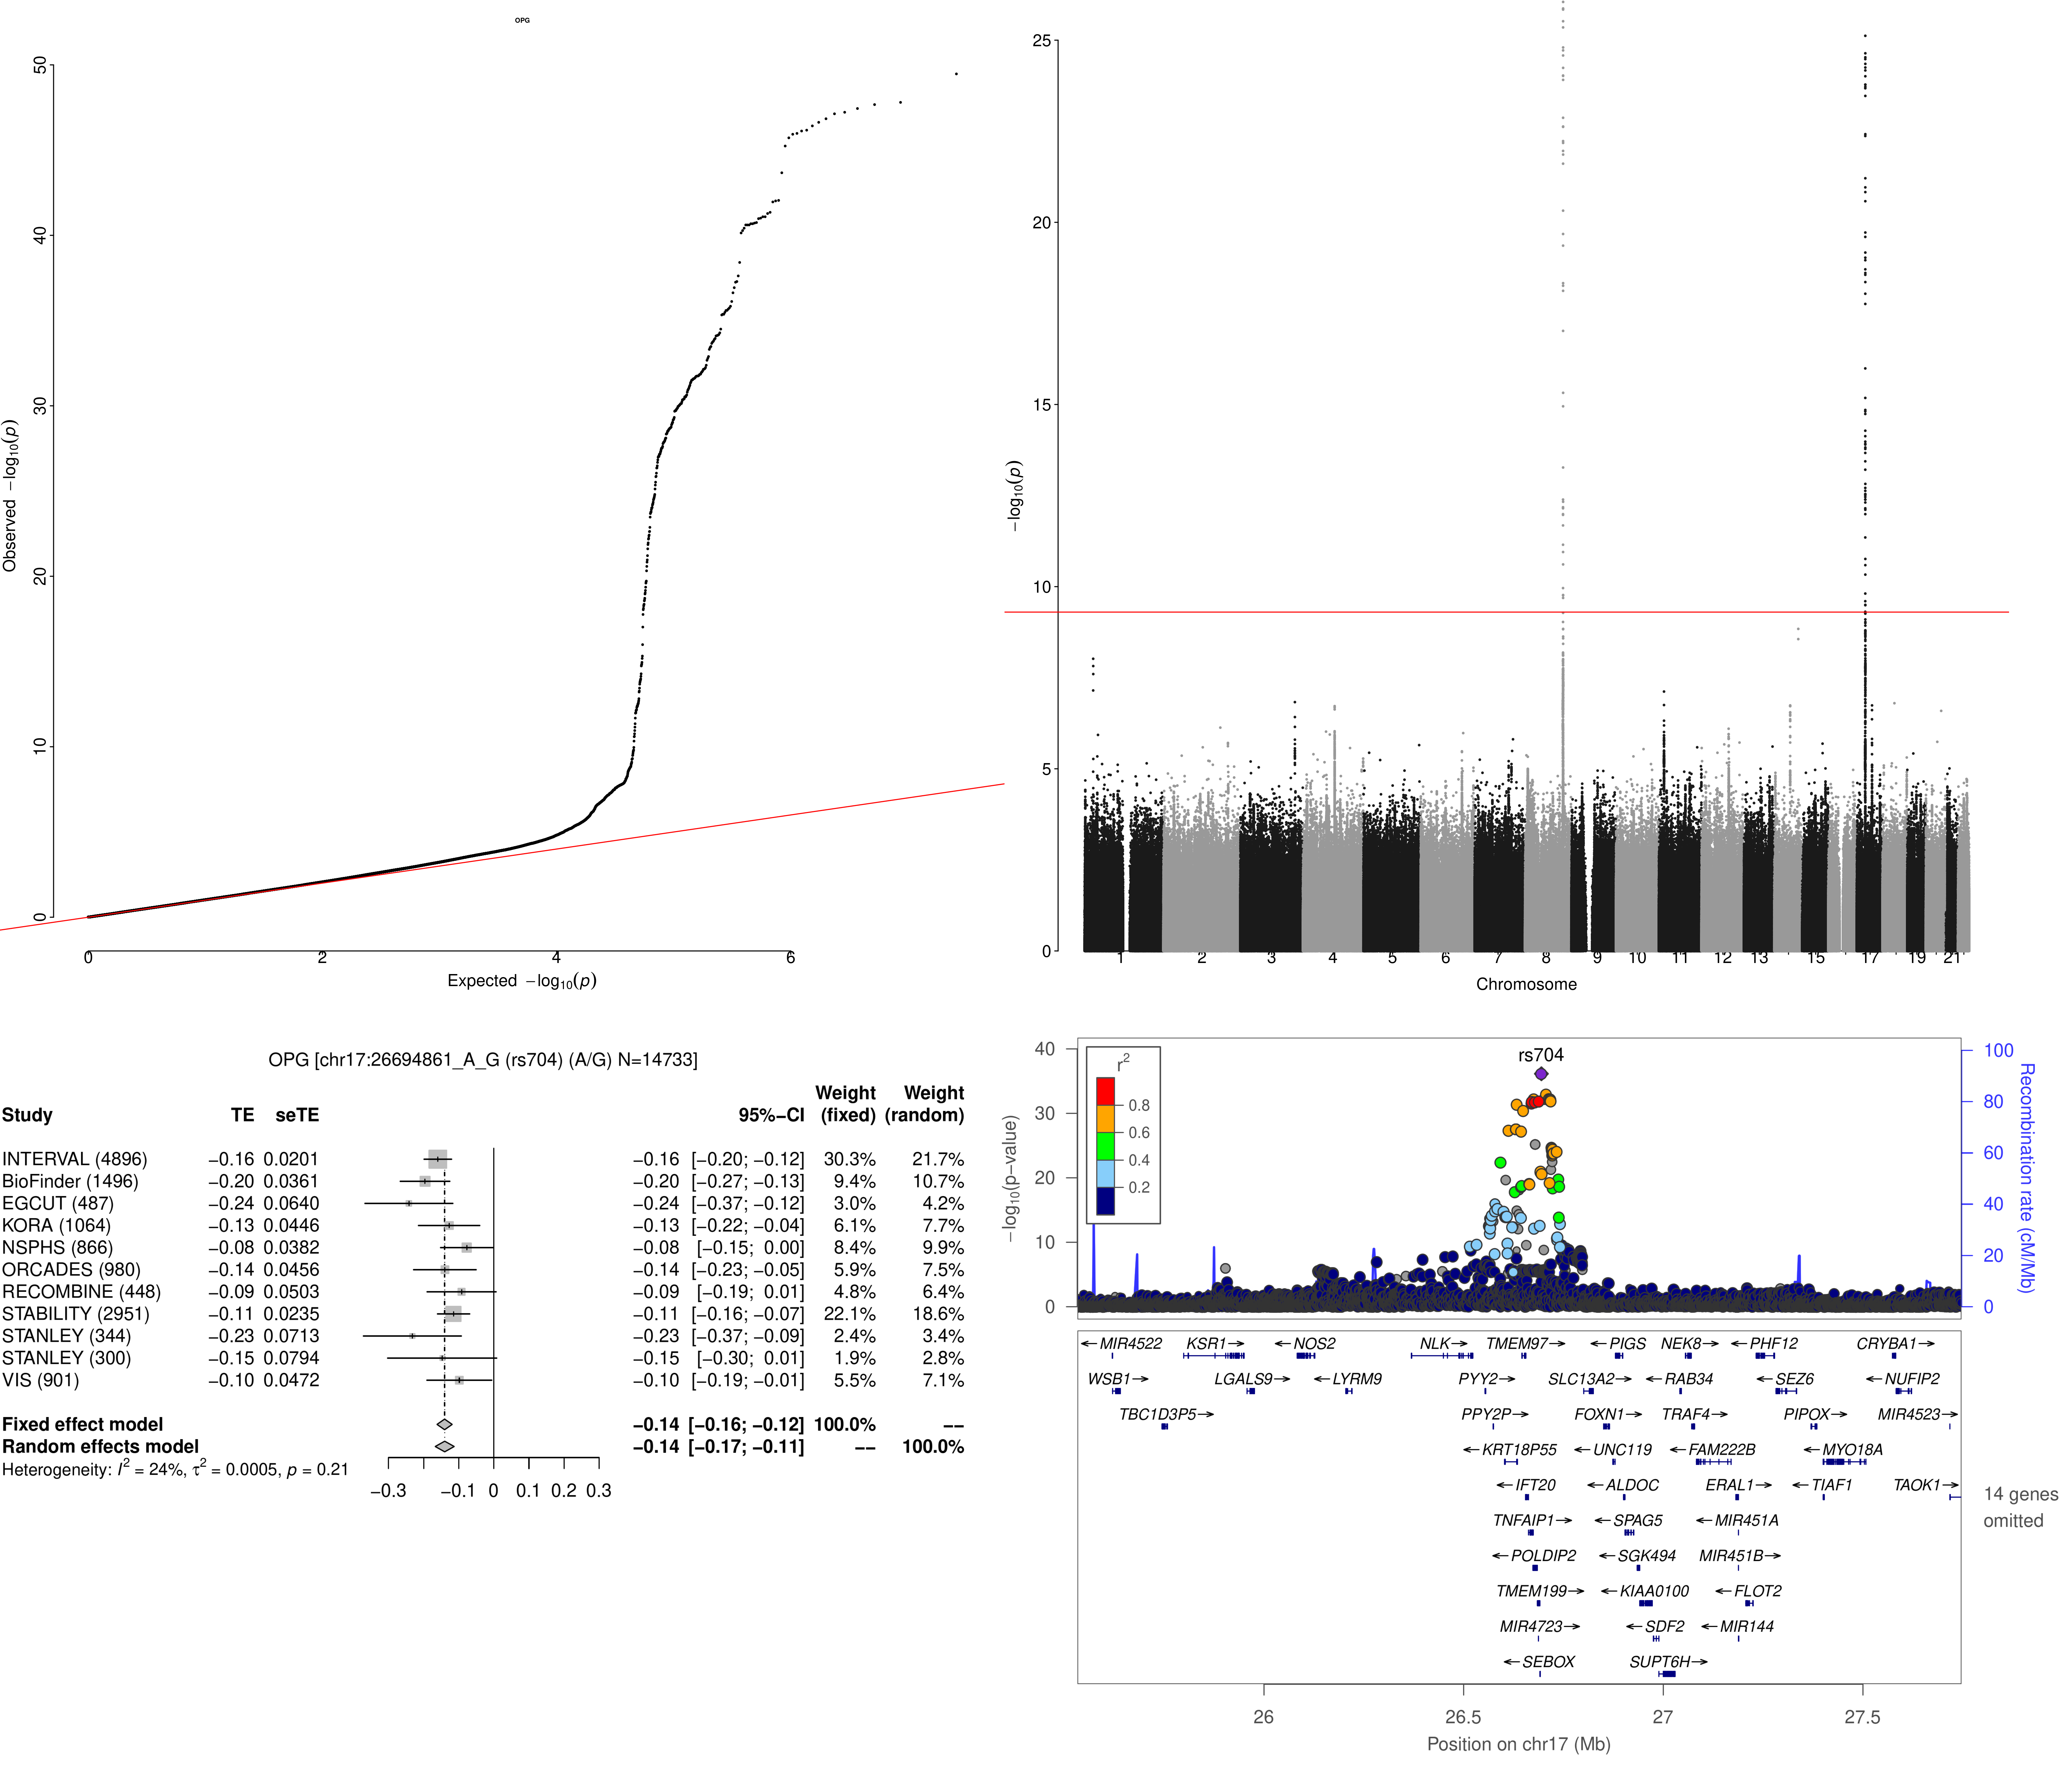 OPG
50
40
30
20
10
0
Observed −log10(p)
0 2 4 6
Expected −log10(p)
25
20
15
10
5
0
−log10(p)
1 2 3 4 5 6 7 8 9 10 11 12 13 15 17 19 21
Chromosome
OPG [chr17:26694861_A_G (rs704) (A/G) N=14733]
Weight Weight
Study TE seTE 95%−CI (fixed) (random)
INTERVAL (4896) −0.16 0.0201 −0.16 [−0.20; −0.12] 30.3% 21.7%
BioFinder (1496) −0.20 0.0361 −0.20 [−0.27; −0.13] 9.4% 10.7%
EGCUT (487) −0.24 0.0640 −0.24 [−0.37; −0.12] 3.0% 4.2%
KORA (1064) −0.13 0.0446 −0.13 [−0.22; −0.04] 6.1% 7.7%
NSPHS (866) −0.08 0.0382 −0.08 [−0.15; 0.00] 8.4% 9.9%
ORCADES (980) −0.14 0.0456 −0.14 [−0.23; −0.05] 5.9% 7.5%
RECOMBINE (448) −0.09 0.0503 −0.09 [−0.19; 0.01] 4.8% 6.4%
STABILITY (2951) −0.11 0.0235 −0.11 [−0.16; −0.07] 22.1% 18.6%
STANLEY (344) −0.23 0.0713 −0.23 [−0.37; −0.09] 2.4% 3.4%
STANLEY (300) −0.15 0.0794 −0.15 [−0.30; 0.01] 1.9% 2.8%
VIS (901) −0.10 0.0472 −0.10 [−0.19; −0.01] 5.5% 7.1%
Fixed effect model −0.14 [−0.16; −0.12] 100.0% −−
Random effects model −0.14 [−0.17; −0.11] −− 100.0%
Heterogeneity: I² = 24%, τ² = 0.0005, p = 0.21
−0.3 −0.1 0 0.1 0.2 0.3
40
30
20
10
0
−log10(p−value)
r²
0.8
0.6
0.4
0.2
rs704
100
80
60
40
20
0
Recombination rate (cM/Mb)
←MIR4522 KSR1→ ←NOS2 NLK→ TMEM97→ ←PIGS NEK8→ ←PHF12 CRYBA1→
WSB1→ LGALS9→ ←LYRM9 PYY2→ SLC13A2→ ←RAB34 ←SEZ6 ←NUFIP2
TBC1D3P5→ PPY2P→ FOXN1→ TRAF4→ PIPOX→ MIR4523→
←KRT18P55 ←UNC119 ←FAM222B ←MYO18A
←IFT20 ←ALDOC ERAL1→ ←TIAF1 TAOK1→
TNFAIP1→ ←SPAG5 ←MIR451A
←POLDIP2 ←SGK494 MIR451B→
TMEM199→ ←KIAA0100 ←FLOT2
MIR4723→ ←SDF2 ←MIR144
←SEBOX SUPT6H→
14 genes
omitted
26 26.5 27 27.5
Position on chr17 (Mb)